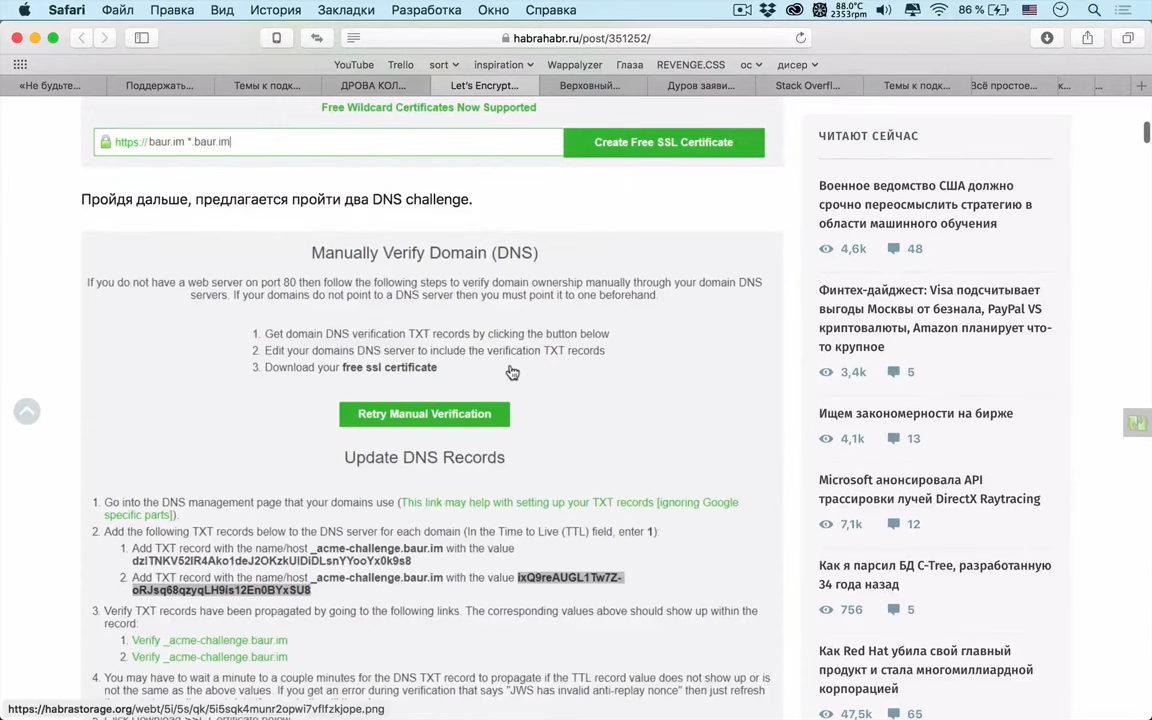 Safari Файл Правка Вид История Закладки Разработка Окно Справка 88.0°C 2353rpm 86 %
habrahabr.ru/post/351252/
YouTube Trello sort inspiration Wappalyzer Глаза REVENGE.CSS ос дисер
«Не будьте... Поддержать... Темы к подк... ДРОВА КОЛ... Let's Encrypt... Верховный... Дуров заяви... Stack Overfl... Темы к подк... Всё простое... к... ...
Free Wildcard Certificates Now Supported
https:// baur.im *.baur.im
Create Free SSL Certificate
Пройдя дальше, предлагается пройти два DNS challenge.
Manually Verify Domain (DNS)
If you do not have a web server on port 80 then follow the following steps to verify domain ownership manually through your domain DNS
servers. If your domains do not point to a DNS server then you must point it to one beforehand.
1. Get domain DNS verification TXT records by clicking the button below
2. Edit your domains DNS server to include the verification TXT records
3. Download your free ssl certificate
Retry Manual Verification
Update DNS Records
1. Go into the DNS management page that your domains use (This link may help with setting up your TXT records [ignoring Google
specific parts]).
2. Add the following TXT records below to the DNS server for each domain (In the Time to Live (TTL) field, enter 1):
1. Add TXT record with the name/host _acme-challenge.baur.im with the value
dzITNKV52IR4Ako1deJ2OKzkUIDiDLsnYYooYx0k9s8
2. Add TXT record with the name/host _acme-challenge.baur.im with the value ixQ9reAUGL1Tw7Z-
oRJsq68qzyqLH9is12En0BYxSU8
3. Verify TXT records have been propagated by going to the following links. The corresponding values above should show up within the
record:
1. Verify _acme-challenge.baur.im
2. Verify _acme-challenge.baur.im
4. You may have to wait a minute to a couple minutes for the DNS TXT record to propagate if the TTL record value does not show up or is
not the same as the above values. If you get an error during verification that says "JWS has invalid anti-replay nonce" then just refresh
https://habrastorage.org/webt/5i/5s/qk/5i5sqk4munr2opwi7vflfzkjope.png
ЧИТАЮТ СЕЙЧАС
Военное ведомство США должно
срочно переосмыслить стратегию в
области машинного обучения
4,6k 48
Финтех-дайджест: Visa подсчитывает
выгоды Москвы от безнала, PayPal VS
криптовалюты, Amazon планирует что-
то крупное
3,4k 5
Ищем закономерности на бирже
4,1k 13
Microsoft анонсировала API
трассировки лучей DirectX Raytracing
7,1k 12
Как я парсил БД C-Tree, разработанную
34 года назад
756 5
Как Red Hat убила свой главный
продукт и стала многомиллиардной
корпорацией
47,5k 65